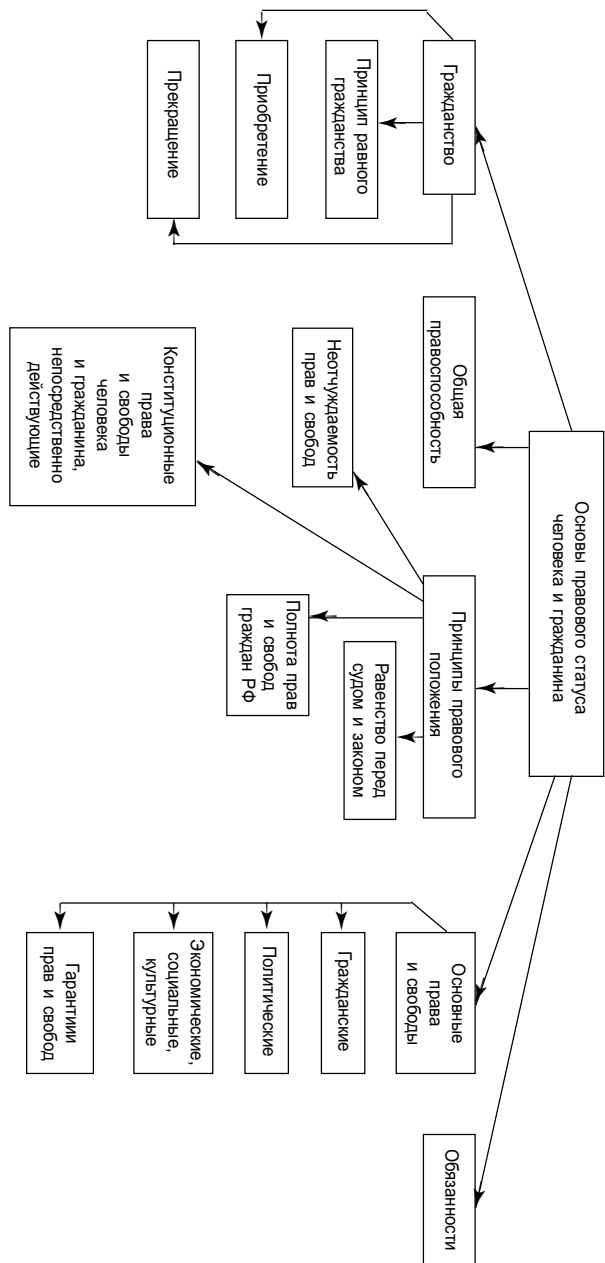 Основы правового статуса
человека и гражданина
Гражданство
Принцип равного
гражданства
Приобретение
Прекращение
Общая
правоспособность
Принципы правового
положения
Неотчуждаемость
прав и свобод
Конституционные
права
и свободы
человека
и гражданина,
непосредственно
действующие
Полнота прав
и свобод
граждан РФ
Равенство перед
судом и законом
Основные
права
и свободы
Гражданские
Политические
Экономические,
социальные,
культурные
Гарантиии
прав и свобод
Обязанности